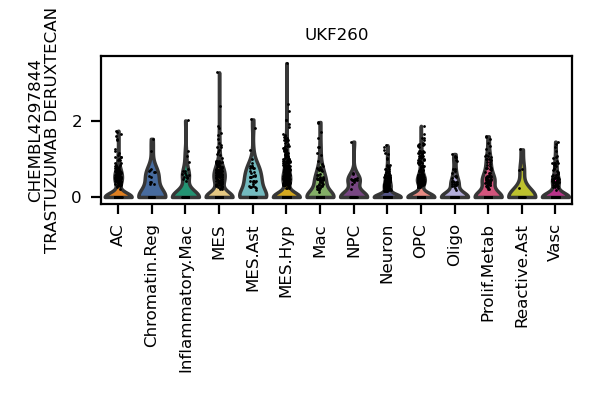 UKF260
CHEMBL4297844
TRASTUZUMAB DERUXTECAN
2
0
AC
Chromatin.Reg
Inflammatory.Mac
MES
MES.Ast
MES.Hyp
Mac
NPC
Neuron
OPC
Oligo
Prolif.Metab
Reactive.Ast
Vasc